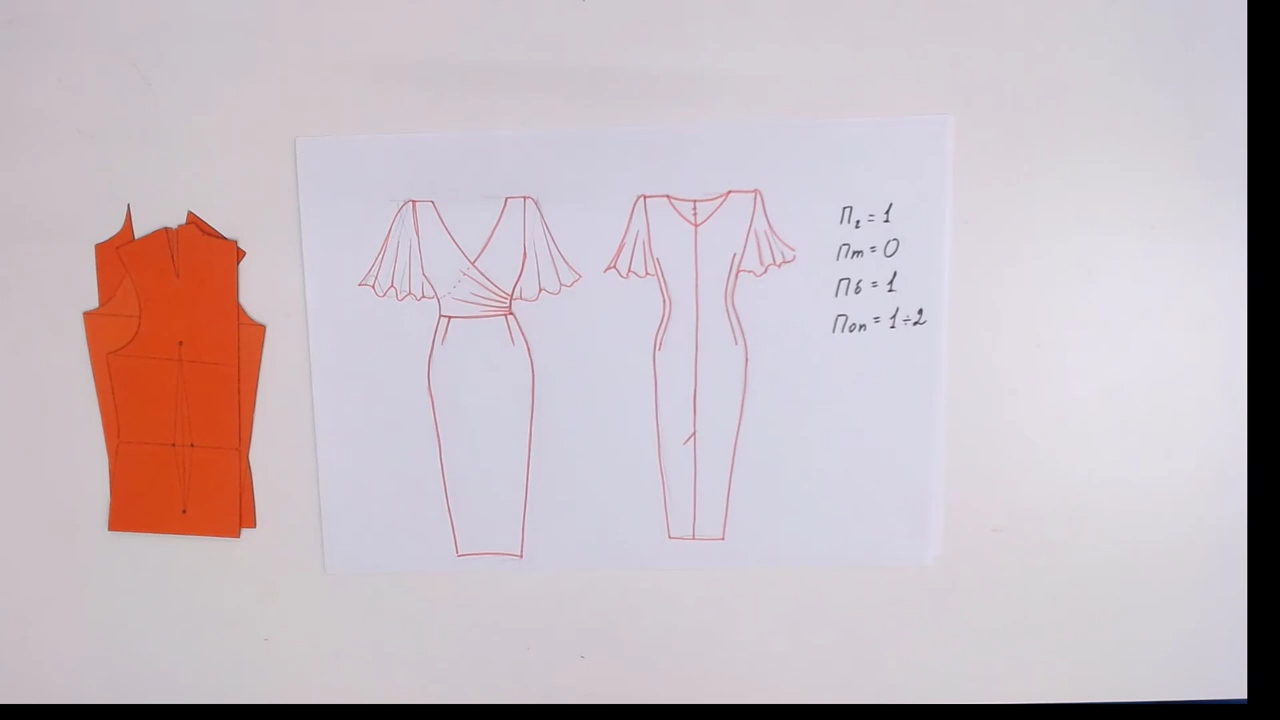 Пг = 1
Пт = 0
Пб = 1
Поп = 1÷2